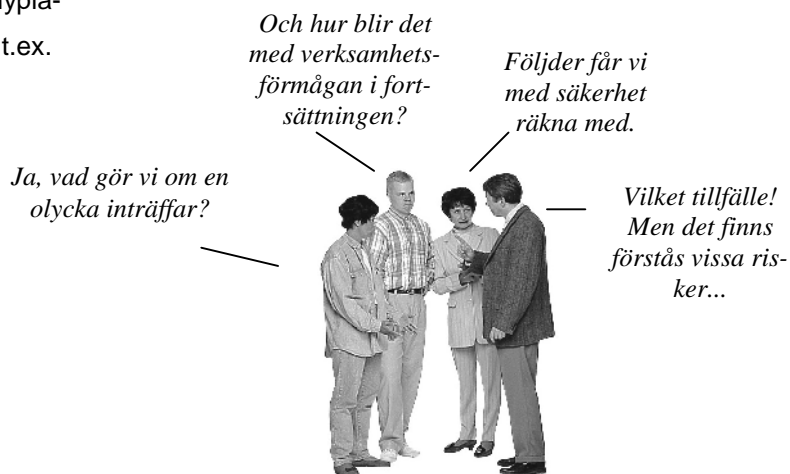 nypla-
t.ex.
Och hur blir det
med verksamhets-
förmågan i fort-
sättningen?
Följder får vi
med säkerhet
räkna med.
Ja, vad gör vi om en
olycka inträffar?
Vilket tillfälle!
Men det finns
förstås vissa ris-
ker...